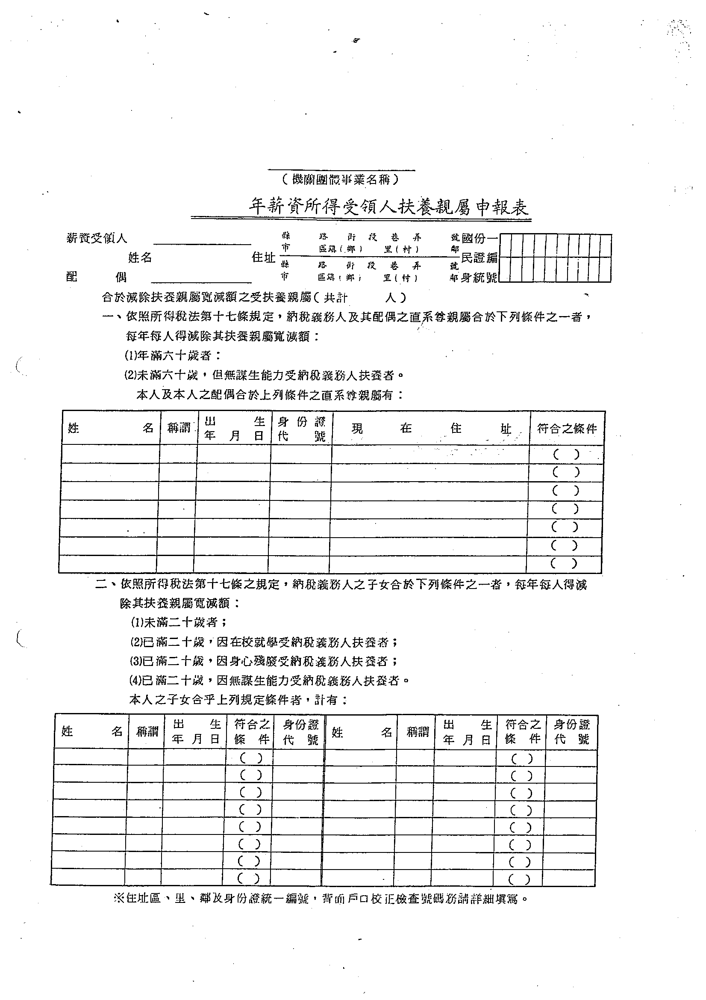 （機關團體事業名稱）
年薪資所得受領人扶養親屬申報表
薪資受領人
姓名
配偶
住址
縣 路 街 段 巷 弄 號
市 區鎮（鄉） 里（村） 鄰
縣 路 街 段 巷 弄 號
市 區鎮（鄉） 里（村） 鄰
國份一
民證編
身統號
合於減除扶養親屬寬減額之受扶養親屬（共計 人）
一、依照所得稅法第十七條規定，納稅義務人及其配偶之直系尊親屬合於下列條件之一者，
每年每人得減除其扶養親屬寬減額：
(1)年滿六十歲者：
(2)未滿六十歲，但無謀生能力受納稅義務人扶養者。
本人及本人之配偶合於上列條件之直系尊親屬有：
姓名 稱謂 出生年月日 身份證代號 現在住址 符合之條件
（ ）
（ ）
（ ）
（ ）
（ ）
（ ）
（ ）
二、依照所得稅法第十七條之規定，納稅義務人之子女合於下列條件之一者，每年每人得減
除其扶養親屬寬減額：
(1)未滿二十歲者；
(2)已滿二十歲，因在校就學受納稅義務人扶養者；
(3)已滿二十歲，因身心殘廢受納稅義務人扶養者；
(4)已滿二十歲，因無謀生能力受納稅義務人扶養者。
本人之子女合乎上列規定條件者，計有：
姓名 稱謂 出生年月日 符合之條件 身份證代號 姓名 稱謂 出生年月日 符合之條件 身份證代號
（ ） （ ）
（ ） （ ）
（ ） （ ）
（ ） （ ）
（ ） （ ）
（ ） （ ）
（ ） （ ）
（ ） （ ）
※住址區、里、鄰及身份證統一編號，背面戶口校正檢查號碼務請詳細填寫。